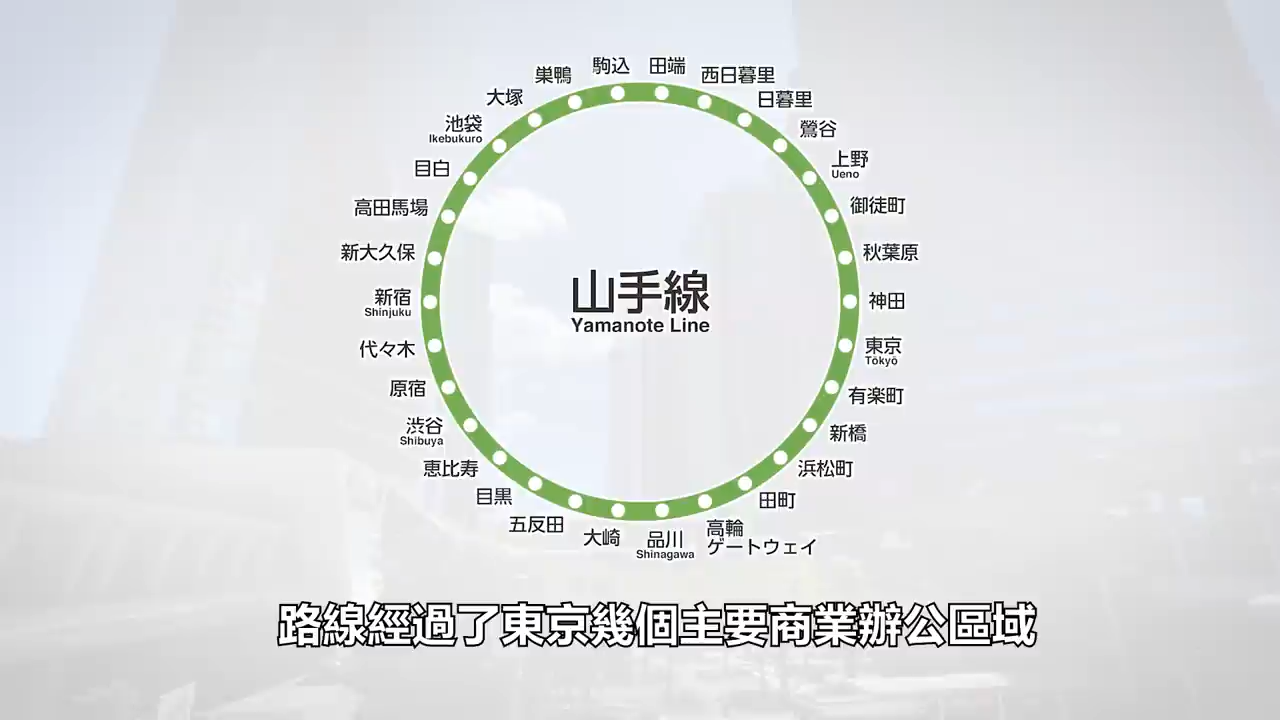 駒込
田端
巣鴨
西日暮里
大塚
日暮里
池袋
Ikebukuro
鶯谷
目白
上野
Ueno
高田馬場
御徒町
新大久保
秋葉原
新宿
Shinjuku
山手線
Yamanote Line
神田
代々木
東京
Tōkyō
原宿
有楽町
渋谷
Shibuya
新橋
恵比寿
浜松町
目黒
田町
五反田
大崎
品川
Shinagawa
高輪
ゲートウェイ
路線經過了東京幾個主要商業辦公區域